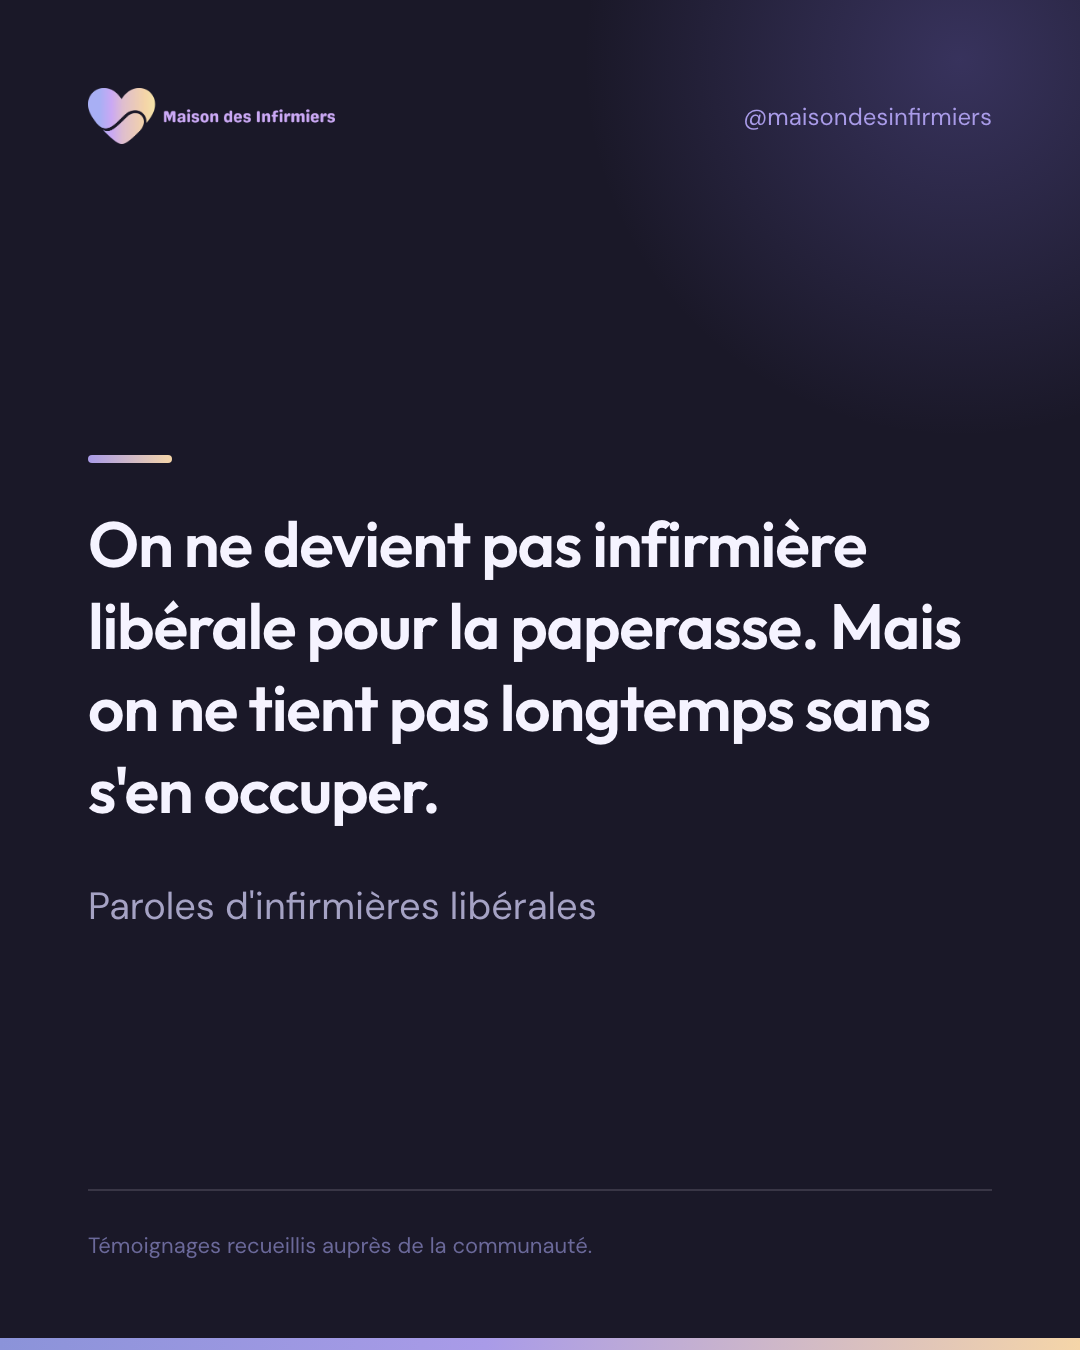 Maison des Infirmiers
@maisondesinfirmiers
On ne devient pas infirmière
libérale pour la paperasse. Mais
on ne tient pas longtemps sans
s'en occuper.
Paroles d'infirmières libérales
Témoignages recueillis auprès de la communauté.